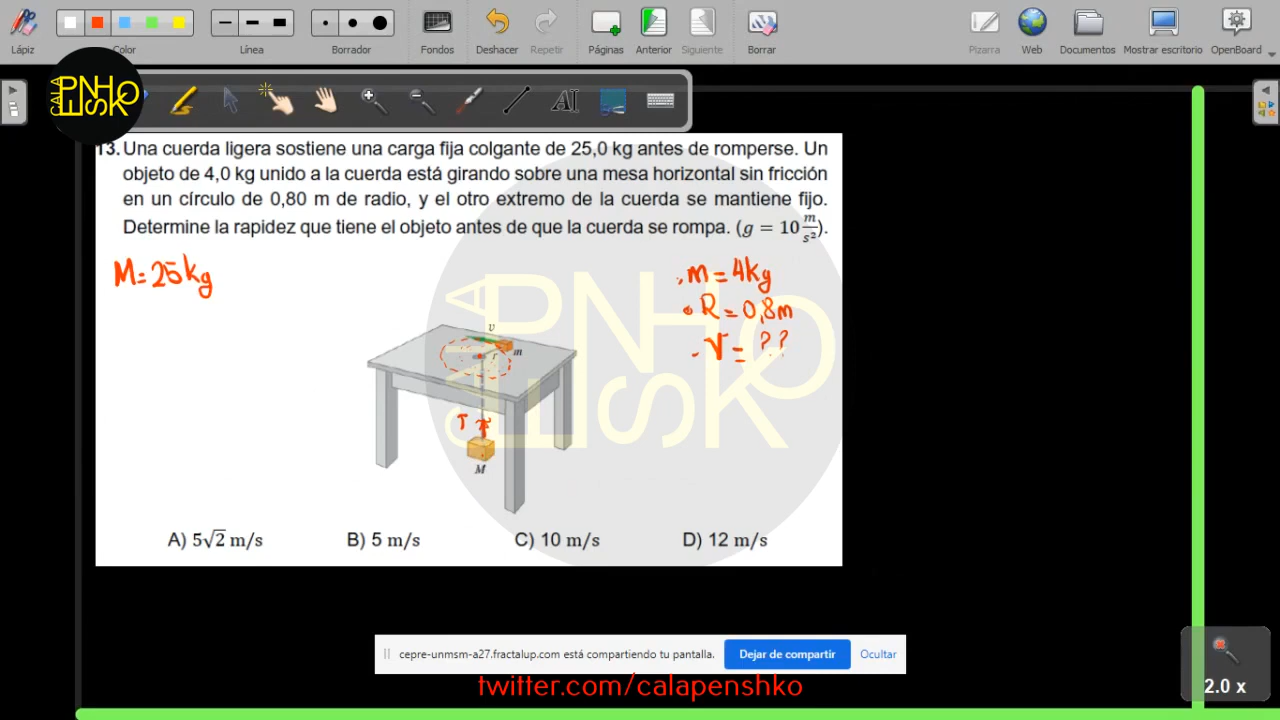 Lápiz Color Línea Borrador Fondos Deshacer Repetir Páginas Anterior Siguiente Borrar Pizarra Web Documentos Mostrar escritorio OpenBoard
CALA PENSHKO
13. Una cuerda ligera sostiene una carga fija colgante de 25,0 kg antes de romperse. Un
objeto de 4,0 kg unido a la cuerda está girando sobre una mesa horizontal sin fricción
en un círculo de 0,80 m de radio, y el otro extremo de la cuerda se mantiene fijo.
Determine la rapidez que tiene el objeto antes de que la cuerda se rompa. (g = 10 m/s²).
M = 25kg
. m = 4kg
. R = 0,8m
. V = ??
v
r m
T
M
A) 5√2 m/s B) 5 m/s C) 10 m/s D) 12 m/s
cepre-unmsm-a27.fractalup.com está compartiendo tu pantalla. Dejar de compartir Ocultar
twitter.com/calapenshko
2.0 x